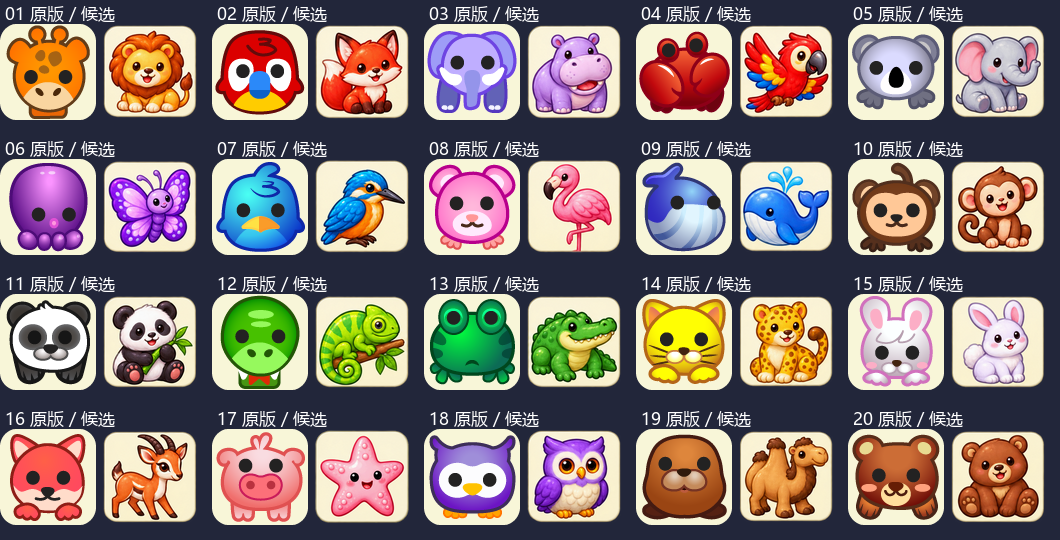 01 原版 / 候选
02 原版 / 候选
03 原版 / 候选
04 原版 / 候选
05 原版 / 候选
06 原版 / 候选
07 原版 / 候选
08 原版 / 候选
09 原版 / 候选
10 原版 / 候选
11 原版 / 候选
12 原版 / 候选
13 原版 / 候选
14 原版 / 候选
15 原版 / 候选
16 原版 / 候选
17 原版 / 候选
18 原版 / 候选
19 原版 / 候选
20 原版 / 候选